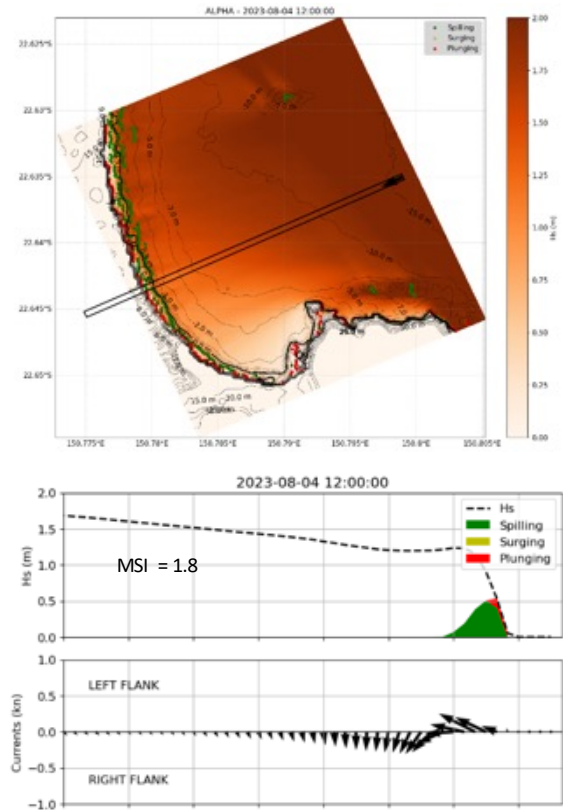 ALPHA - 2023-08-04 12:00:00
Spilling
Surging
Plunging
22.625°S
22.63°S
22.635°S
22.64°S
22.645°S
22.65°S
150.775°E
150.78°E
150.785°E
150.79°E
150.795°E
150.8°E
150.805°E
2.00
1.75
1.50
1.25
1.00
0.75
0.50
0.25
0.00
Hs (m)
2023-08-04 12:00:00
2.0
1.5
1.0
0.5
0.0
Hs (m)
MSI = 1.8
Hs
Spilling
Surging
Plunging
1.0
0.5
0.0
−0.5
−1.0
Currents (kn)
LEFT FLANK
RIGHT FLANK